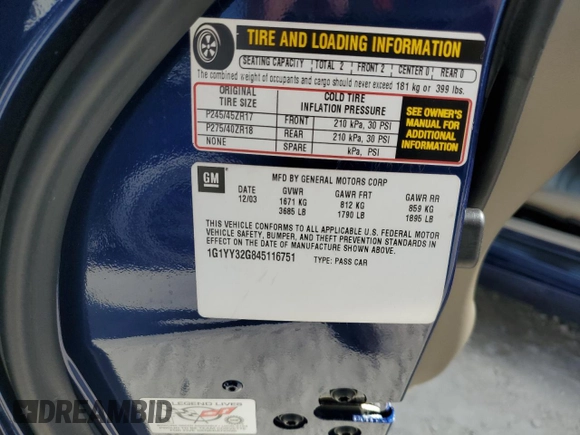 TIRE AND LOADING INFORMATION
SEATING CAPACITY TOTAL 2 FRONT 2 CENTER 0 REAR 0
The combined weight of occupants and cargo should never exceed 181 kg or 399 lbs.
ORIGINAL TIRE SIZE COLD TIRE INFLATION PRESSURE
P245/45ZR17 FRONT 210 kPa, 30 PSI
P275/40ZR18 REAR 210 kPa, 30 PSI
NONE SPARE kPa, PSI
SEE OWNER'S
MANUAL FOR
ADDITIONAL
INFORMATION
GM
MFD BY GENERAL MOTORS CORP
DATE GVWR GAWR FRT GAWR RR
12/03 1671 KG 812 KG 859 KG
3685 LB 1790 LB 1895 LB
THIS VEHICLE CONFORMS TO ALL APPLICABLE U.S. FEDERAL MOTOR
VEHICLE SAFETY, BUMPER, AND THEFT PREVENTION STANDARDS IN
EFFECT ON THE DATE OF MANUFACTURE SHOWN ABOVE.
1G1YY32G845116751 TYPE: PASS CAR
LEGEND LIVES
DREAMBID